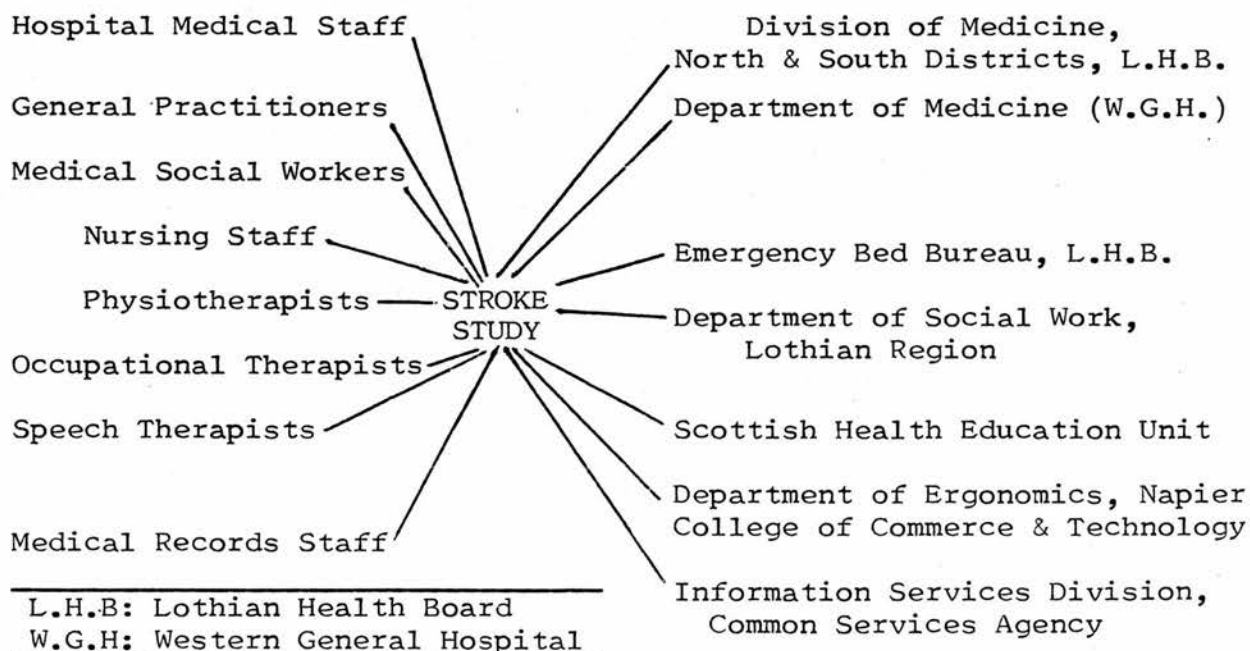 Hospital Medical Staff
General Practitioners
Medical Social Workers
Nursing Staff
Physiotherapists
Occupational Therapists
Speech Therapists
Medical Records Staff
STROKE
STUDY
Division of Medicine,
North & South Districts, L.H.B.
Department of Medicine (W.G.H.)
Emergency Bed Bureau, L.H.B.
Department of Social Work,
Lothian Region
Scottish Health Education Unit
Department of Ergonomics, Napier
College of Commerce & Technology
Information Services Division,
Common Services Agency
L.H.B: Lothian Health Board
W.G.H: Western General Hospital